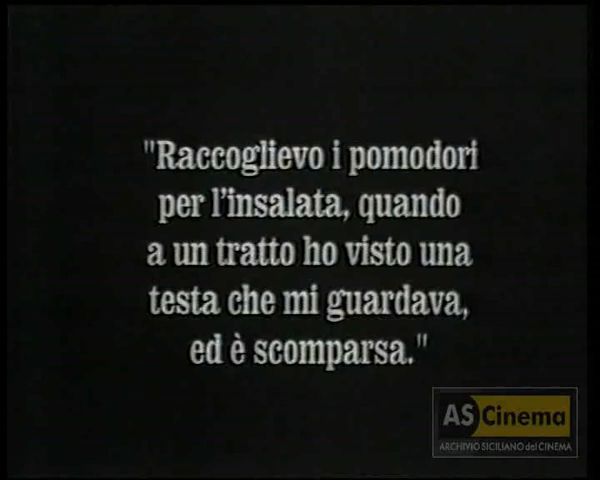 "Raccoglievo i pomodori
per l'insalata, quando
a un tratto ho visto una
testa che mi guardava,
ed è scomparsa."
AS Cinema
ARCHIVIO SICILIANO del CINEMA